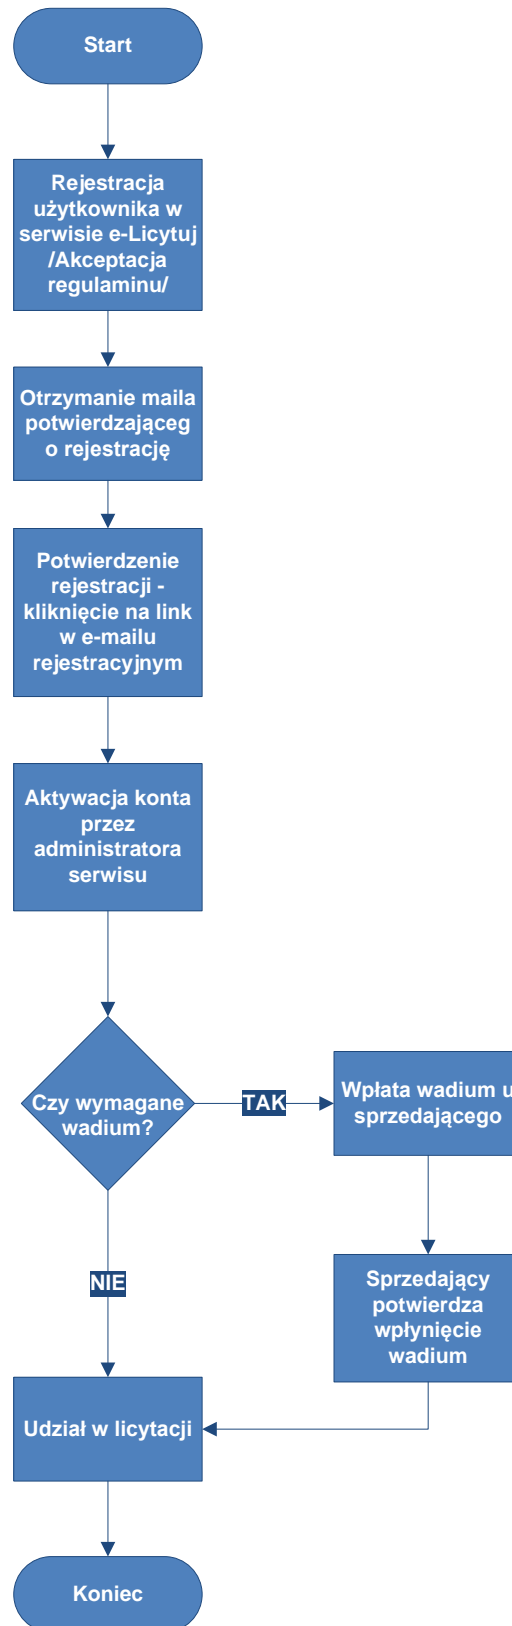 Start
Rejestracja
użytkownika w
serwisie e-Licytuj
/Akceptacja
regulaminu/
Otrzymanie maila
potwierdzająceg
o rejestrację
Potwierdzenie
rejestracji -
kliknięcie na link
w e-mailu
rejestracyjnym
Aktywacja konta
przez
administratora
serwisu
Czy wymagane
wadium?
TAK
Wpłata wadium u
sprzedającego
Sprzedający
potwierdza
wpłynięcie
wadium
NIE
Udział w licytacji
Koniec